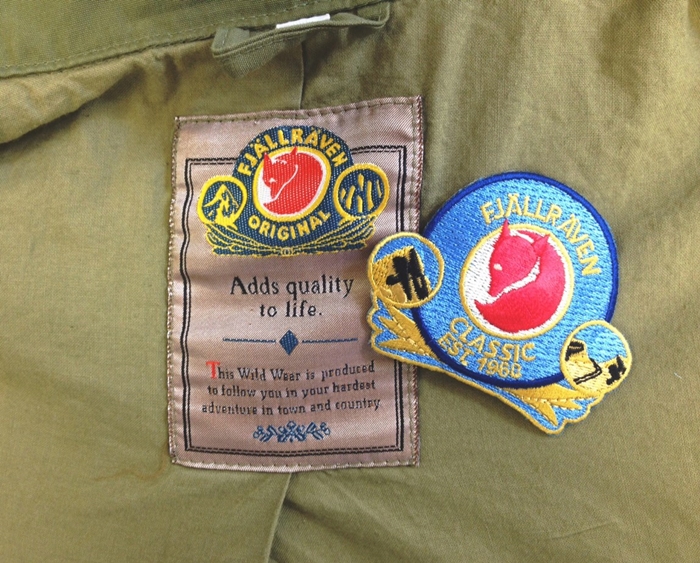 FJÄLLRÄVEN
ORIGINAL
Adds quality
to life.
This Wild Wear is produced
to follow you in your hardest
adventure in town and country.
FJÄLLRÄVEN
CLASSIC
EST. 1960